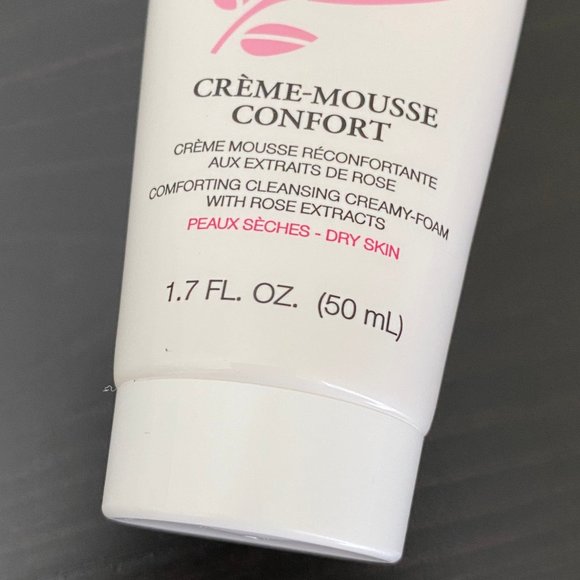 CRÈME-MOUSSE
CONFORT
CRÈME MOUSSE RÉCONFORTANTE
AUX EXTRAITS DE ROSE
COMFORTING CLEANSING CREAMY-FOAM
WITH ROSE EXTRACTS
PEAUX SÈCHES - DRY SKIN
1.7 FL. OZ. (50 mL)